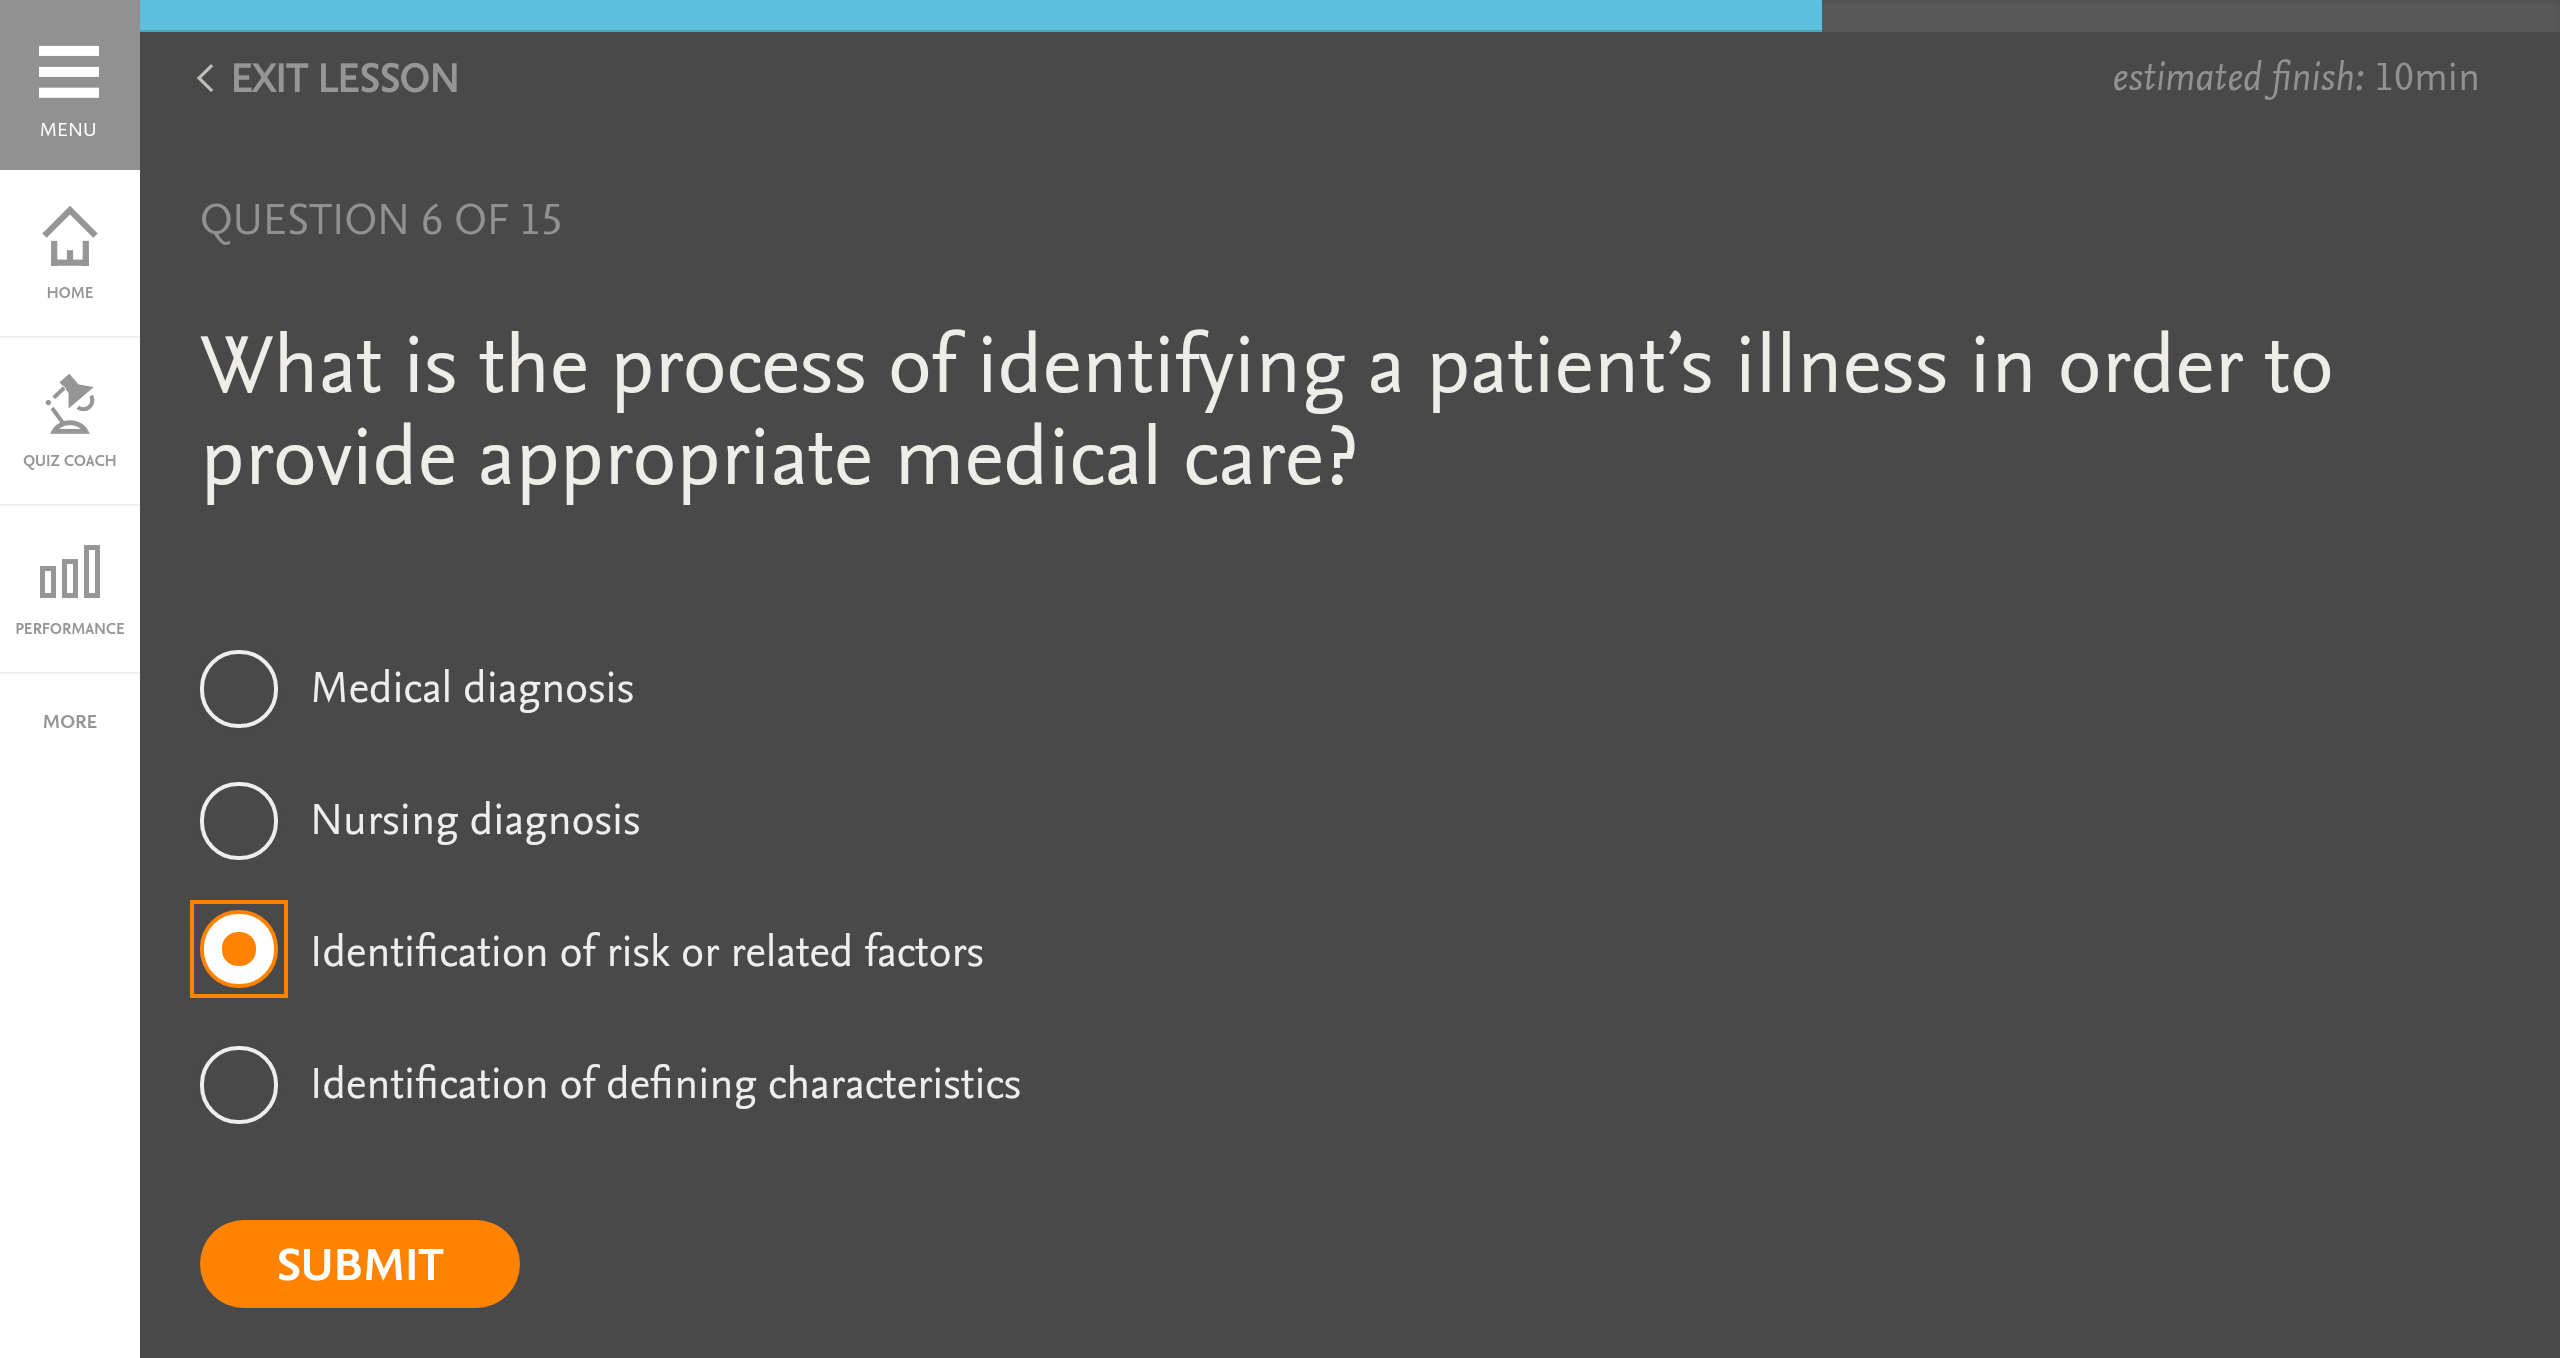 MENU
HOME
QUIZ COACH
PERFORMANCE
MORE
EXIT LESSON
estimated finish: 10min
QUESTION 6 OF 15
What is the process of identifying a patient’s illness in order to
provide appropriate medical care?
Medical diagnosis
Nursing diagnosis
Identification of risk or related factors
Identification of defining characteristics
SUBMIT